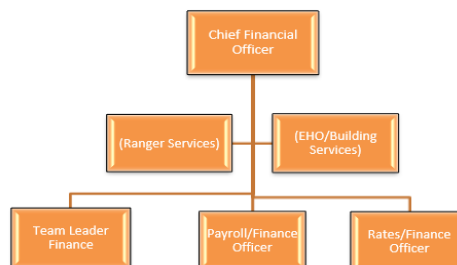 Chief Financial
Officer
(Ranger Services)
(EHO/Building
Services)
Team Leader
Finance
Payroll/Finance
Officer
Rates/Finance
Officer